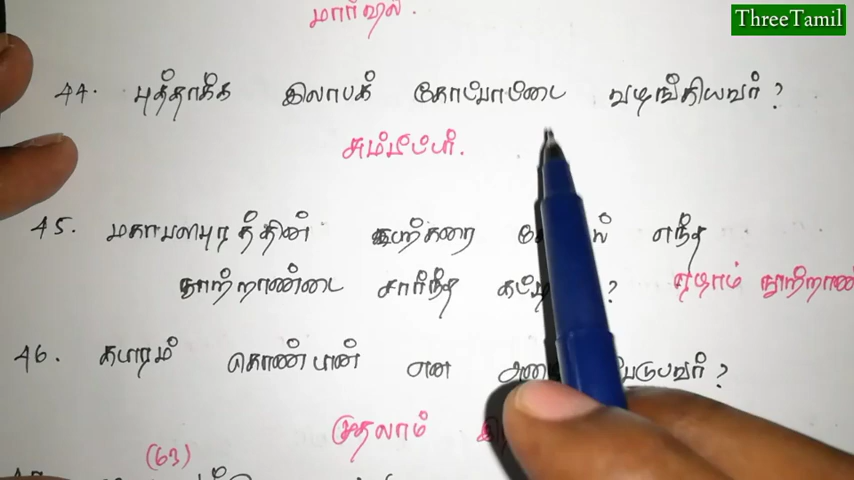 மார்ஷல்.
ThreeTamil
44. புத்தாக்க இலாபக் கோட்பாட்டை வடிங்கியவர்?
சும்பீட்டர்.
45. மகாபலிபுரத்தின் கடற்கரை எந்த
நூற்றாண்டை சார்ந்த ? ஏழாம்
46. கடாரம் கொண்டான் என ?
முதலாம்
(63)